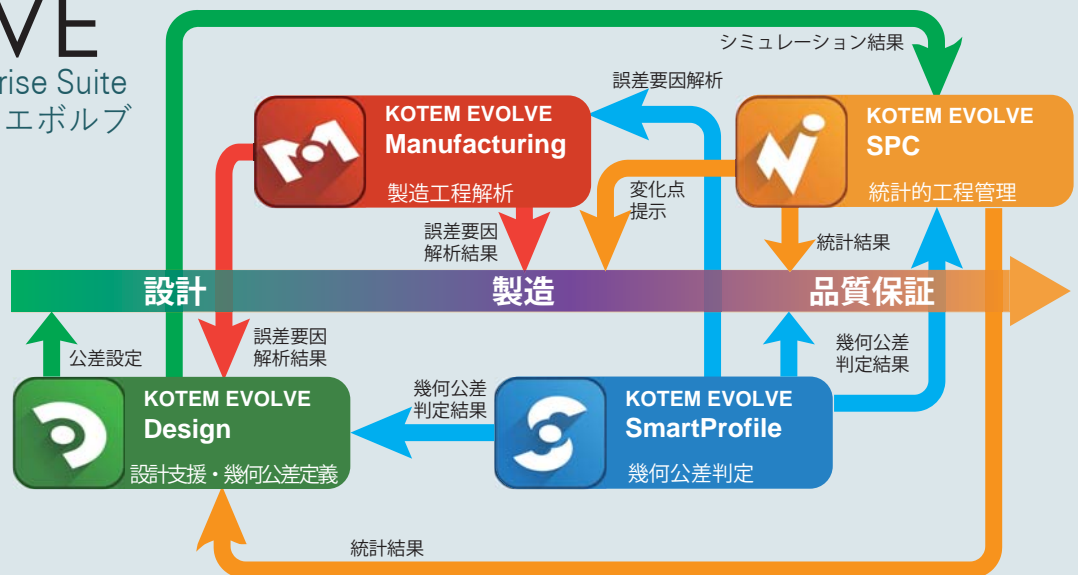 VE
rise Suite
エボルブ
シミュレーション結果
誤差要因解析
KOTEM EVOLVE
Manufacturing
製造工程解析
KOTEM EVOLVE
SPC
統計的工程管理
変化点
提示
誤差要因
解析結果
統計結果
設計
製造
品質保証
公差設定
誤差要因
解析結果
幾何公差
判定結果
幾何公差
判定結果
KOTEM EVOLVE
Design
設計支援・幾何公差定義
KOTEM EVOLVE
SmartProfile
幾何公差判定
統計結果